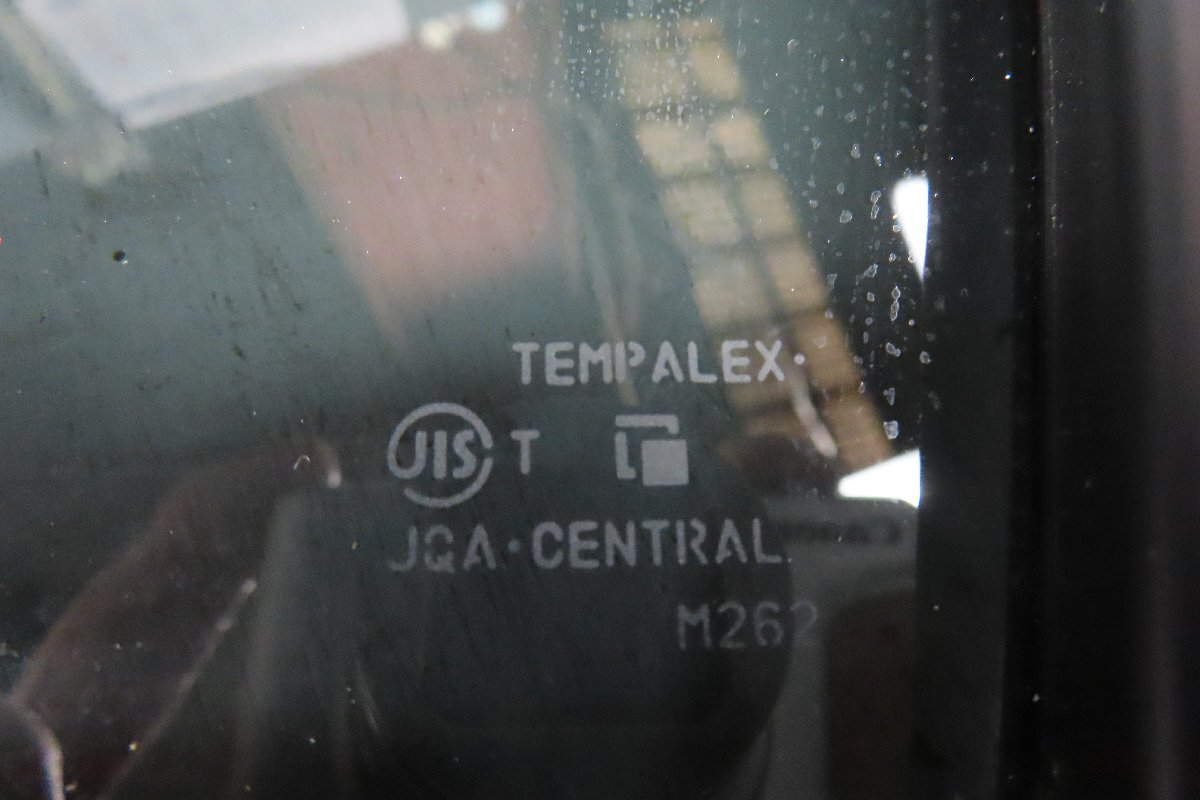 TEMPALEX
JIS T
JQA·CENTRAL
M262